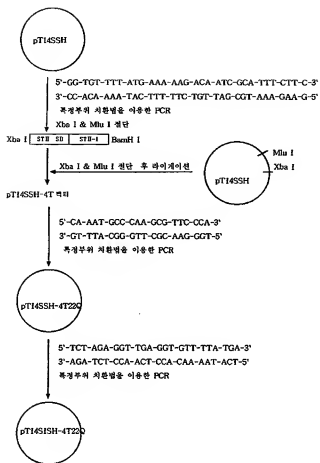 pT14SSH
5'-GG-TGT-TTT-ATG-AAA-AAG-ACA-ATC-GCA-TTT-CTT-C-3'
3'-CC-ACA-AAA-TAC-TTT-TTC-TGT-TAG-CGT-AAA-GAA-G-5'
특정부위 치환법을 이용한 PCR
Xba I & Mlu I 절단
Xba I STII SD STII-1 BamH I
Xba I & Mlu I 절단 후 라이게이션
Mlu I
Xba I
pT14SSH
pT14SSH-4T 벡터
5'-CA-AAT-GCC-CAA-GCG-TTC-CCA-3'
3'-GT-TTA-CGG-GTT-CGC-AAG-GGT-5'
특정부위 치환법을 이용한 PCR
pT14SSH-4T22Q
5'-TCT-AGA-GGT-TGA-GGT-GTT-TTA-TGA-3'
3'-AGA-TCT-CCA-ACT-CCA-CAA-AAT-ACT-5'
특정부위 치환법을 이용한 PCR
pT14S1SH-4T22Q